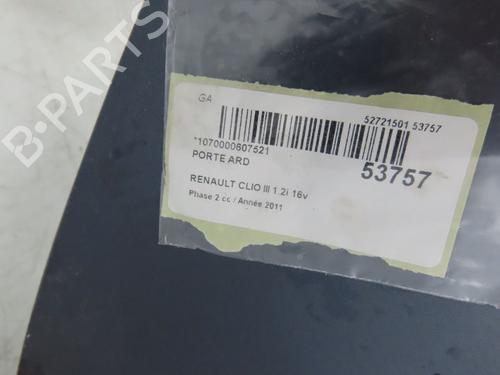 B-PARTS
GA
52721501 53757
*1070000607521
53757
PORTE ARD
RENAULT CLIO III 1.2i 16v
Phase 2 cc / Année 2011